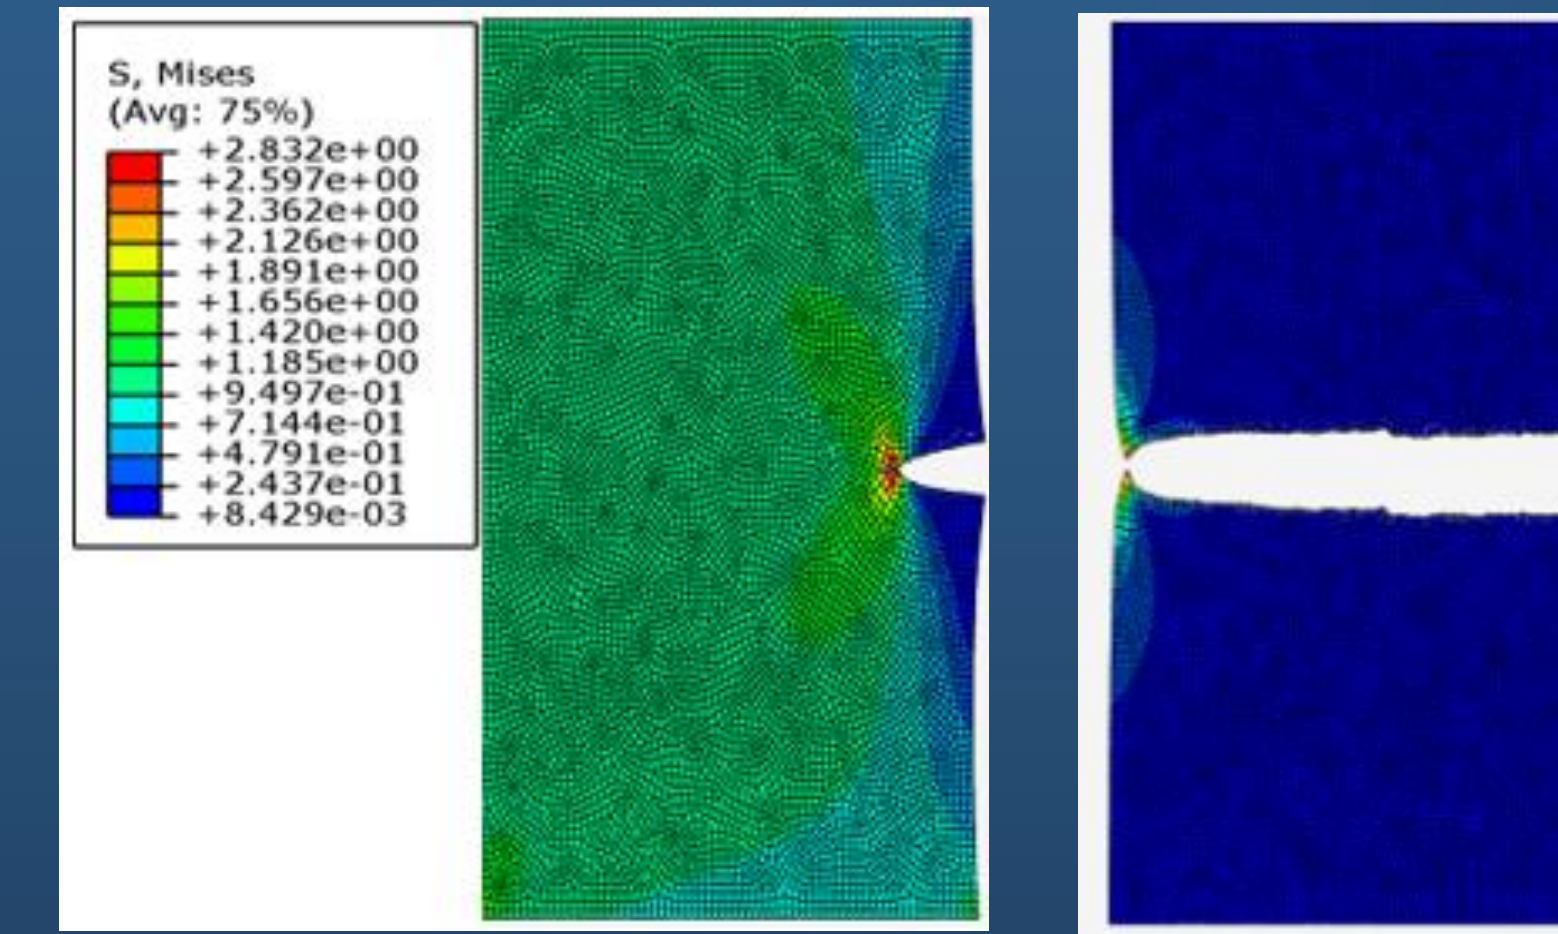 S, Mises
(Avg: 75%)
+2.832e+00
+2.597e+00
+2.362e+00
+2.126e+00
+1.891e+00
+1.656e+00
+1.420e+00
+1.185e+00
+9.497e-01
+7.144e-01
+4.791e-01
+2.437e-01
+8.429e-03